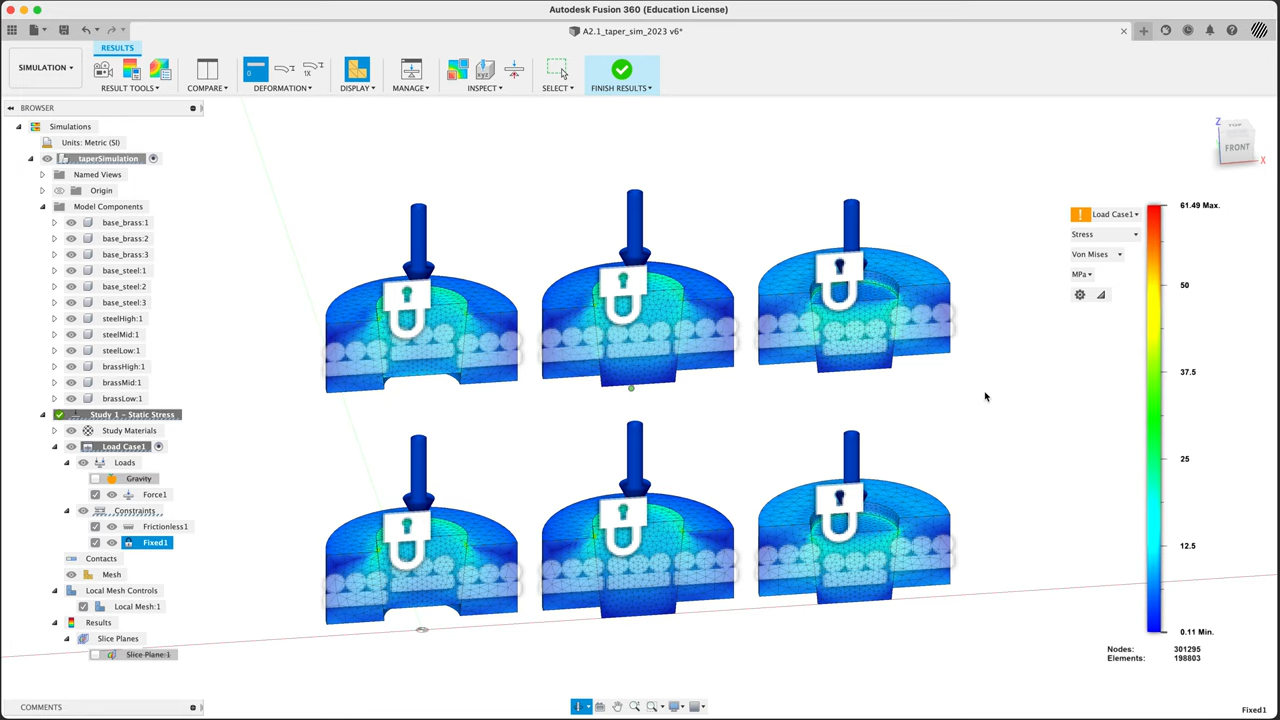 Autodesk Fusion 360 (Education License)
A2.1_taper_sim_2023 v6*
RESULTS
SIMULATION
RESULT TOOLS
COMPARE
DEFORMATION
DISPLAY
MANAGE
INSPECT
SELECT
FINISH RESULTS
BROWSER
Simulations
Units: Metric (SI)
taperSimulation
Named Views
Origin
Model Components
base_brass:1
base_brass:2
base_brass:3
base_steel:1
base_steel:2
base_steel:3
steelHigh:1
steelMid:1
steelLow:1
brassHigh:1
brassMid:1
brassLow:1
Study 1 - Static Stress
Study Materials
Load Case1
Loads
Gravity
Force1
Constraints
Frictionless1
Fixed1
Contacts
Mesh
Local Mesh Controls
Local Mesh:1
Results
Slice Planes
Slice Plane:1
COMMENTS
Z
TOP
FRONT
X
Load Case1
Stress
Von Mises
MPa
61.49 Max.
50
37.5
25
12.5
0.11 Min.
Nodes: 301295
Elements: 198803
Fixed1